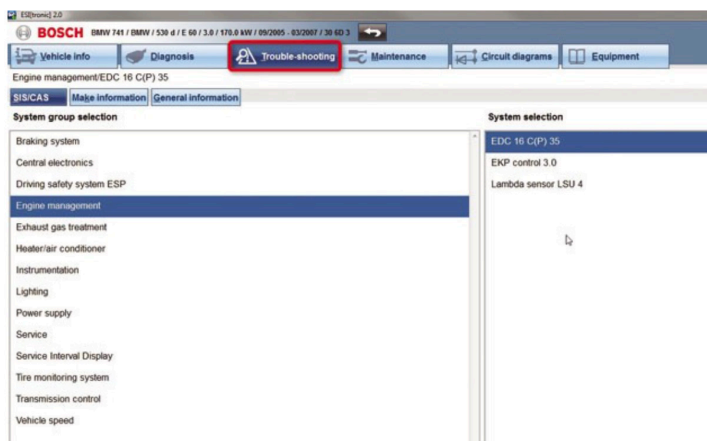 ESI[tronic] 2.0
BOSCH BMW 741 / BMW / 530 d / E 60 / 3.0 / 170.0 kW / 09/2005 - 03/2007 / 30 6D 3
Vehicle info Diagnosis Trouble-shooting Maintenance Circuit diagrams Equipment
Engine management/EDC 16 C(P) 35
SIS/CAS Make information General information
System group selection System selection
Braking system EDC 16 C(P) 35
Central electronics EKP control 3.0
Driving safety system ESP Lambda sensor LSU 4
Engine management
Exhaust gas treatment
Heater/air conditioner
Instrumentation
Lighting
Power supply
Service
Service Interval Display
Tire monitoring system
Transmission control
Vehicle speed